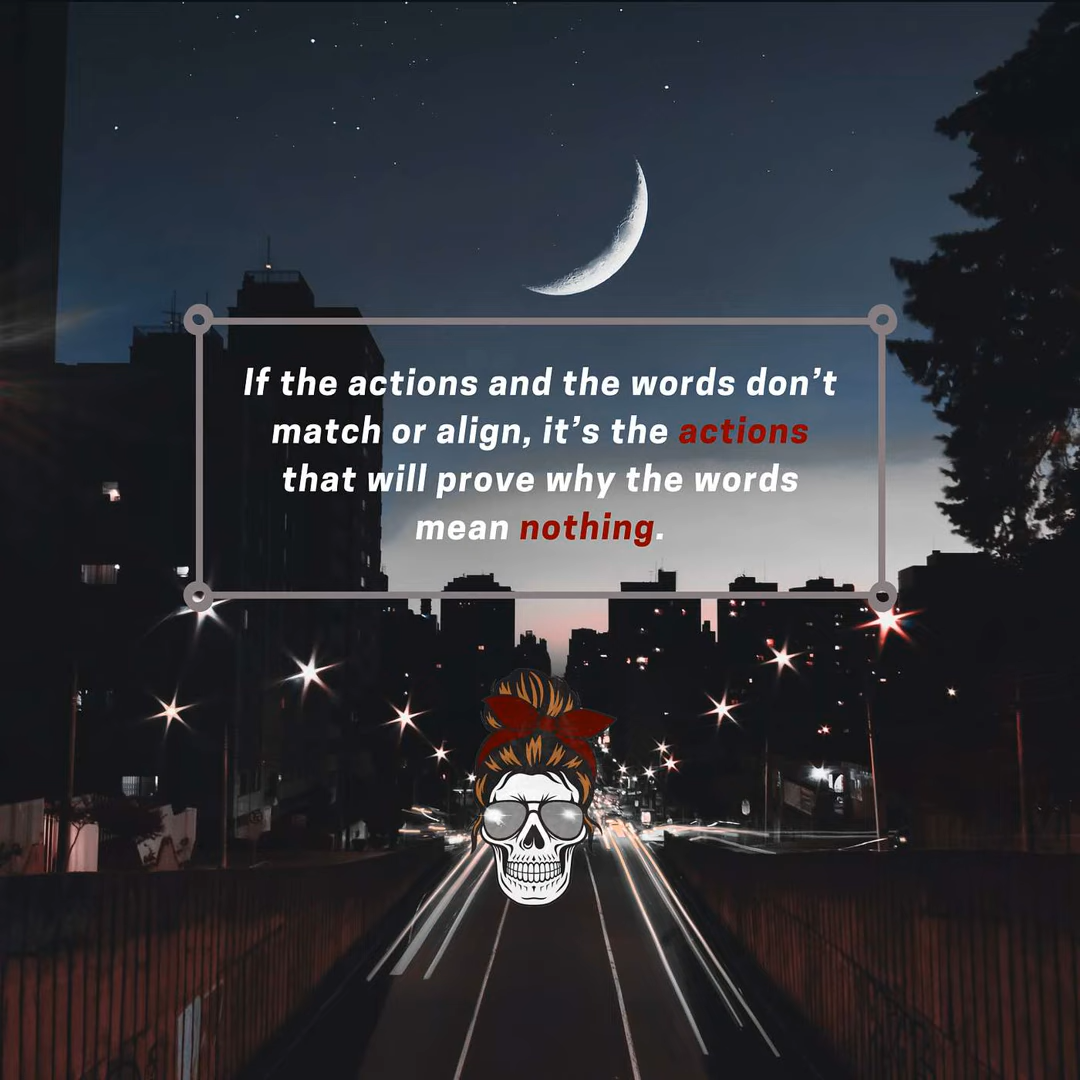 If the actions and the words don’t
match or align, it’s the actions
that will prove why the words
mean nothing.